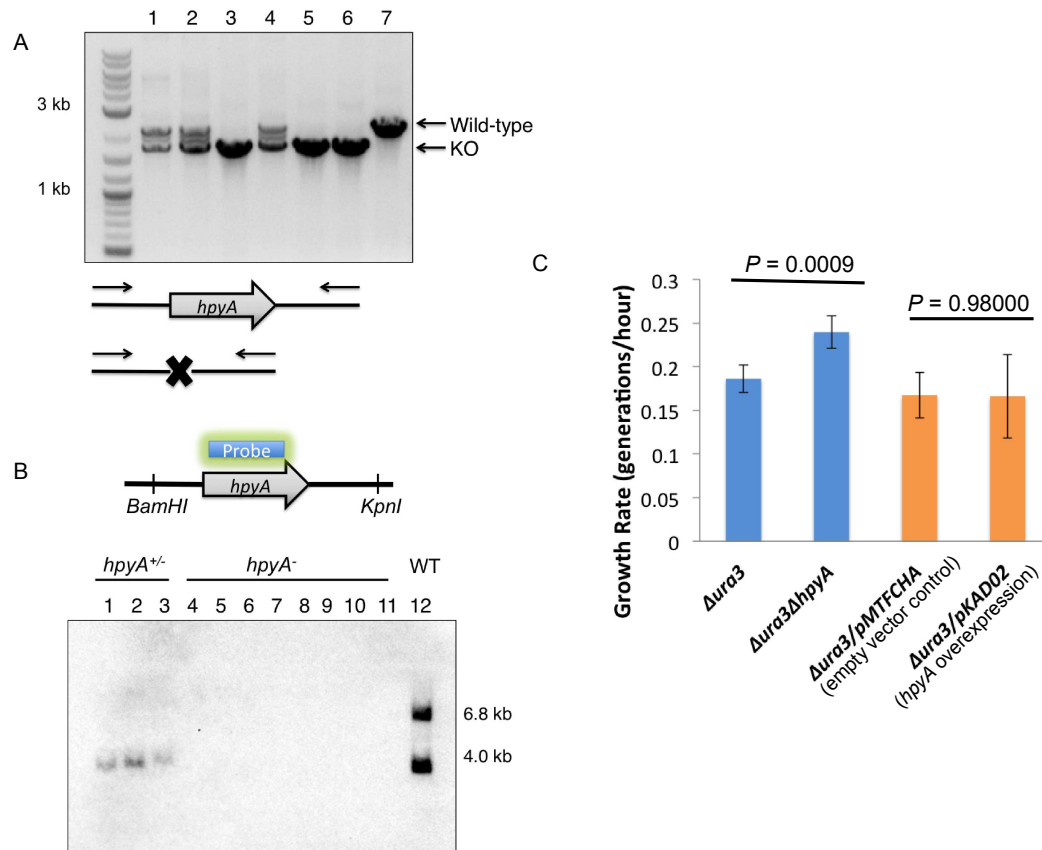 A
1 2 3 4 5 6 7
3 kb
1 kb
Wild-type
KO
hpyA
B
Probe
hpyA
BamHI
KpnI
hpyA+/-
hpyA-
WT
1 2 3 4 5 6 7 8 9 10 11 12
6.8 kb
4.0 kb
C
P = 0.0009
P = 0.98000
Growth Rate (generations/hour)
0.3
0.25
0.2
0.15
0.1
0.05
0
Δura3
Δura3ΔhpyA
Δura3/pMTFCHA
(empty vector control)
Δura3/pKAD02
(hpyA overexpression)